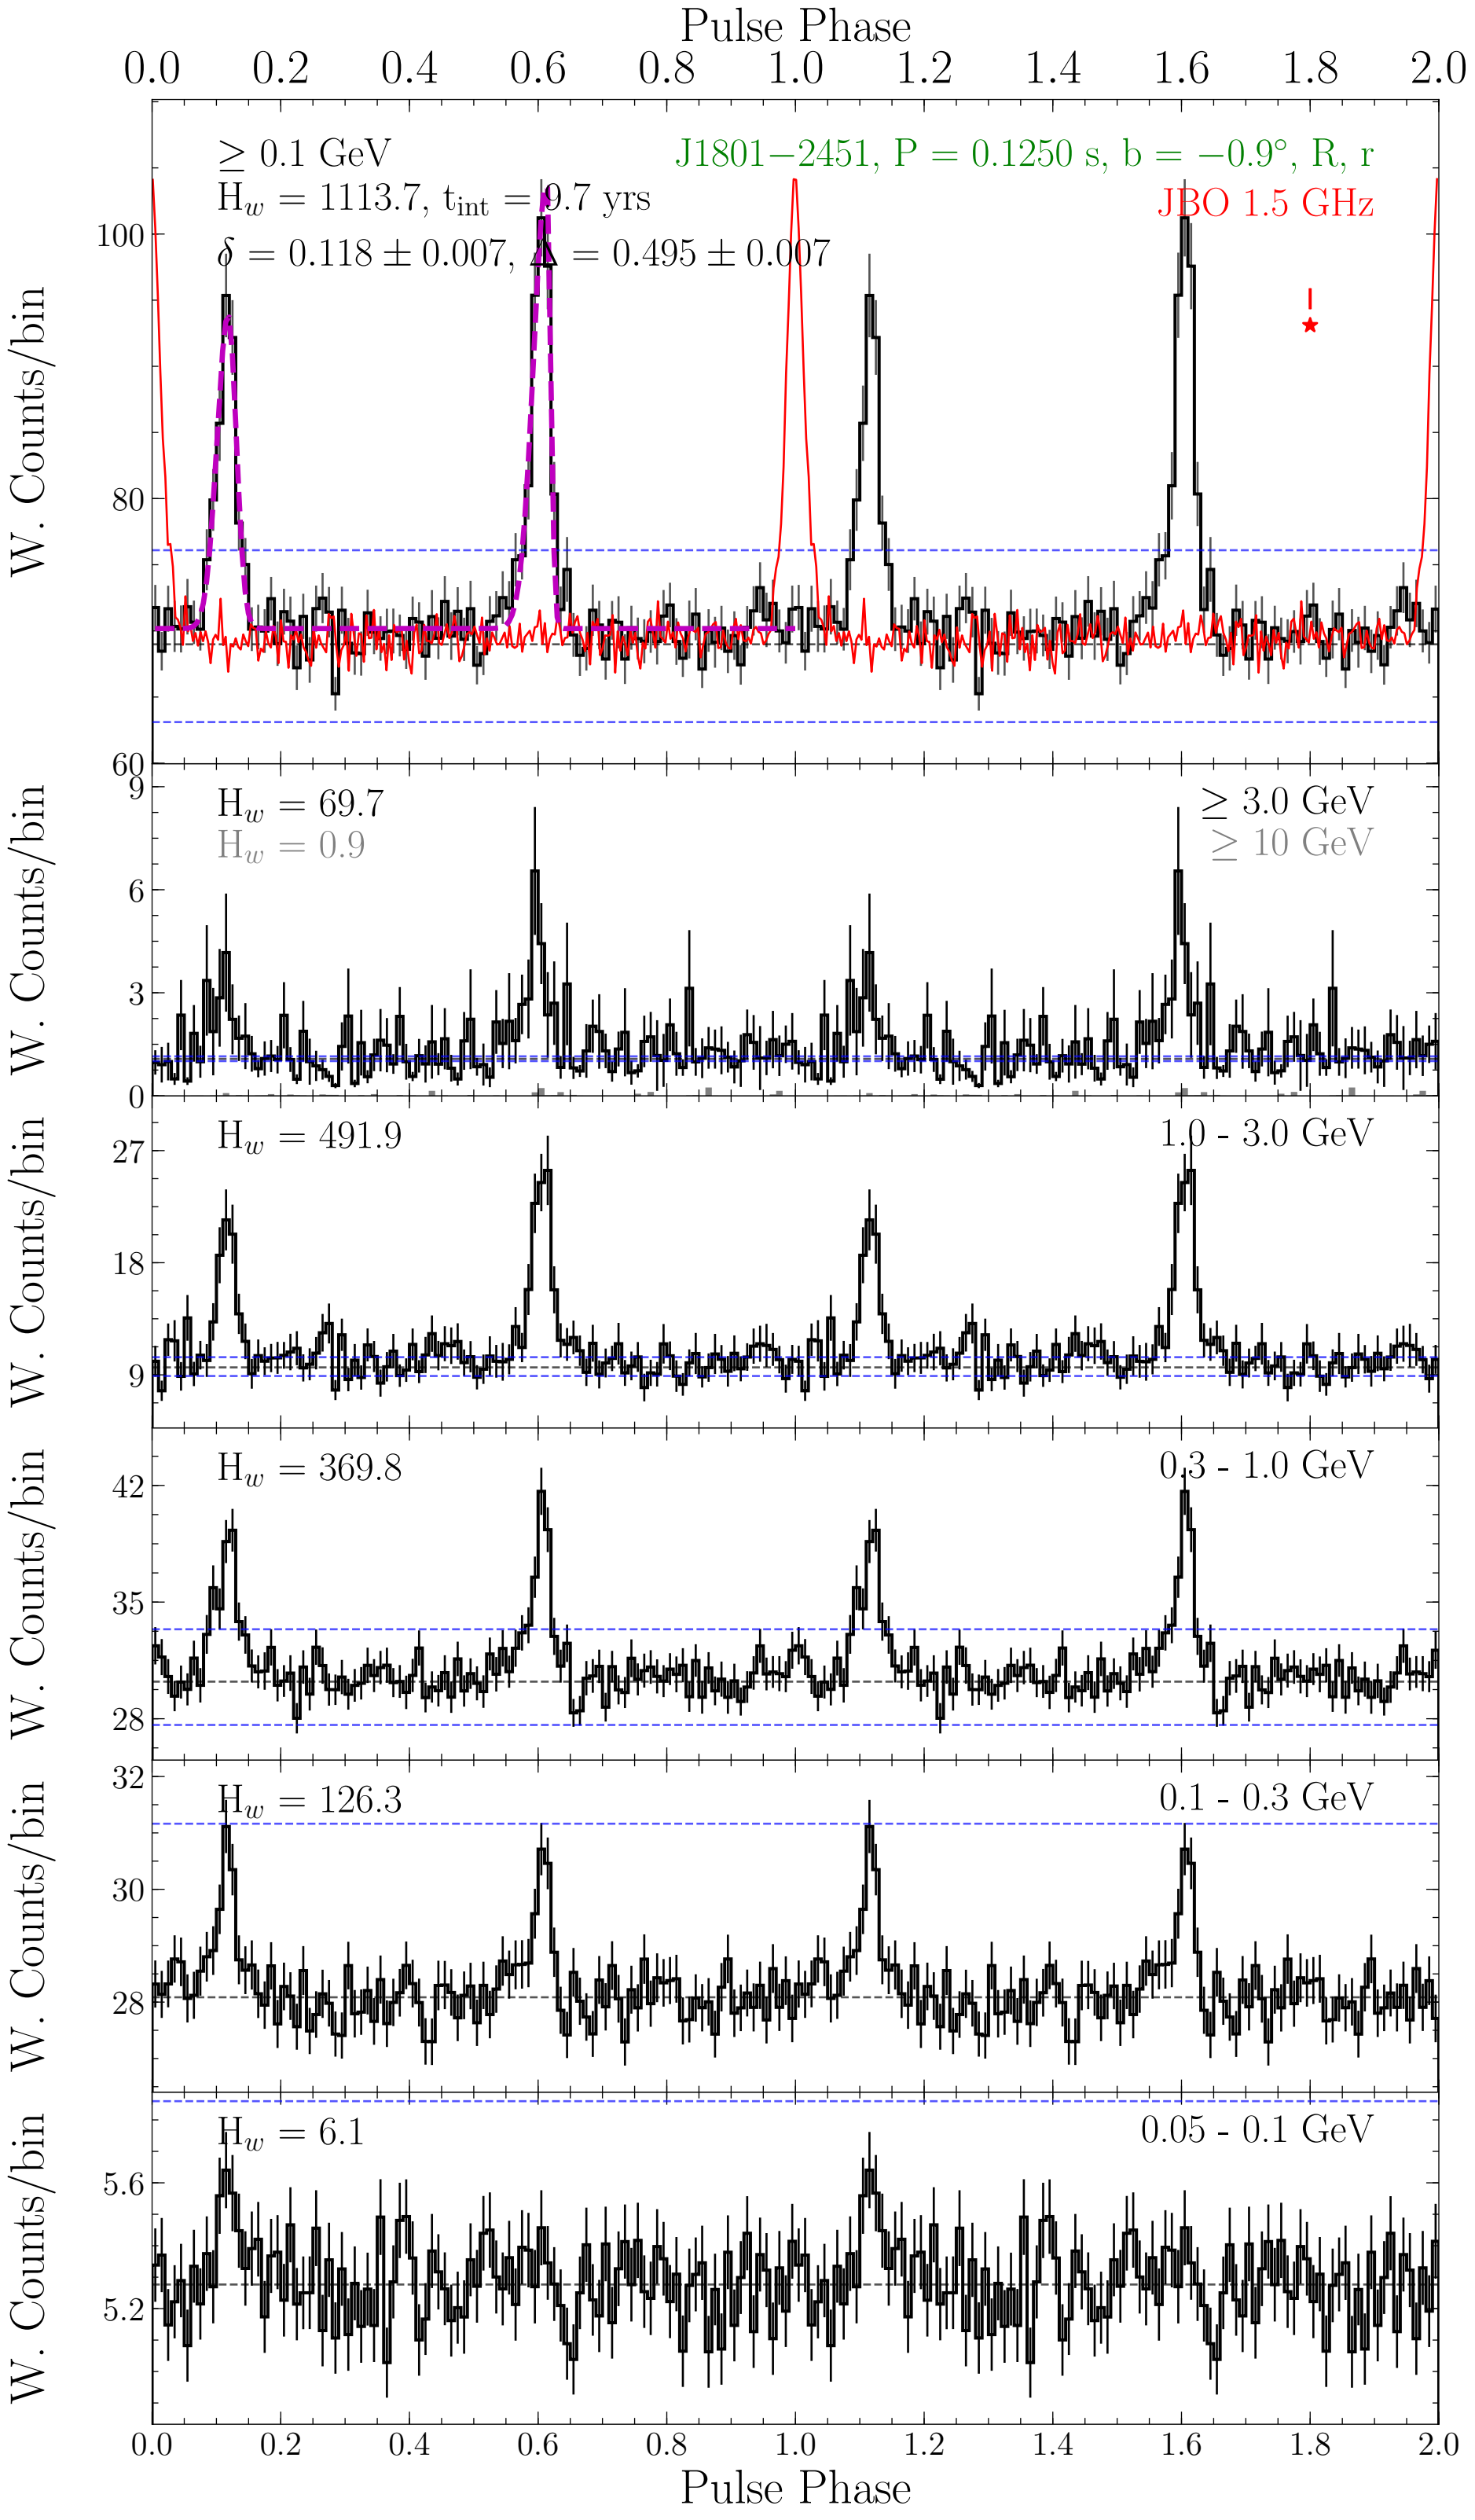 Pulse Phase
0.0 0.2 0.4 0.6 0.8 1.0 1.2 1.4 1.6 1.8 2.0
≥ 0.1 GeV
J1801−2451, P = 0.1250 s, b = −0.9°, R, r
H_w = 1113.7, t_int = 9.7 yrs
JBO 1.5 GHz
δ = 0.118 ± 0.007, Δ = 0.495 ± 0.007
W. Counts/bin
100
80
60
H_w = 69.7
≥ 3.0 GeV
H_w = 0.9
≥ 10 GeV
W. Counts/bin
9
6
3
0
H_w = 491.9
1.0 - 3.0 GeV
W. Counts/bin
27
18
9
H_w = 369.8
0.3 - 1.0 GeV
W. Counts/bin
42
35
28
H_w = 126.3
0.1 - 0.3 GeV
W. Counts/bin
32
30
28
H_w = 6.1
0.05 - 0.1 GeV
W. Counts/bin
5.6
5.2
0.0 0.2 0.4 0.6 0.8 1.0 1.2 1.4 1.6 1.8 2.0
Pulse Phase